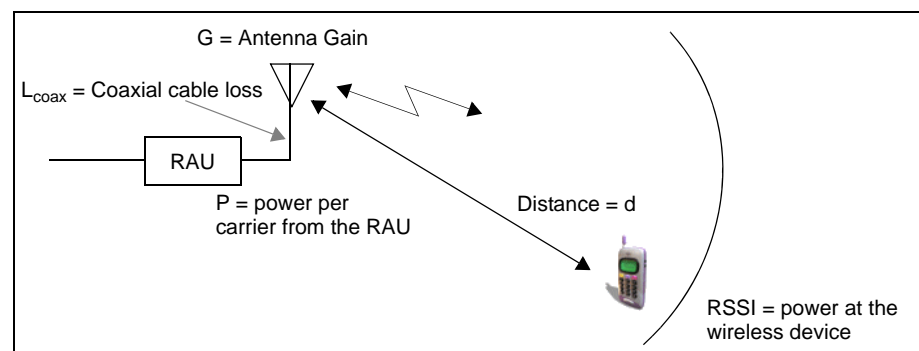 G = Antenna Gain
Lcoax = Coaxial cable loss
RAU
P = power per
carrier from the RAU
Distance = d
RSSI = power at the
wireless device